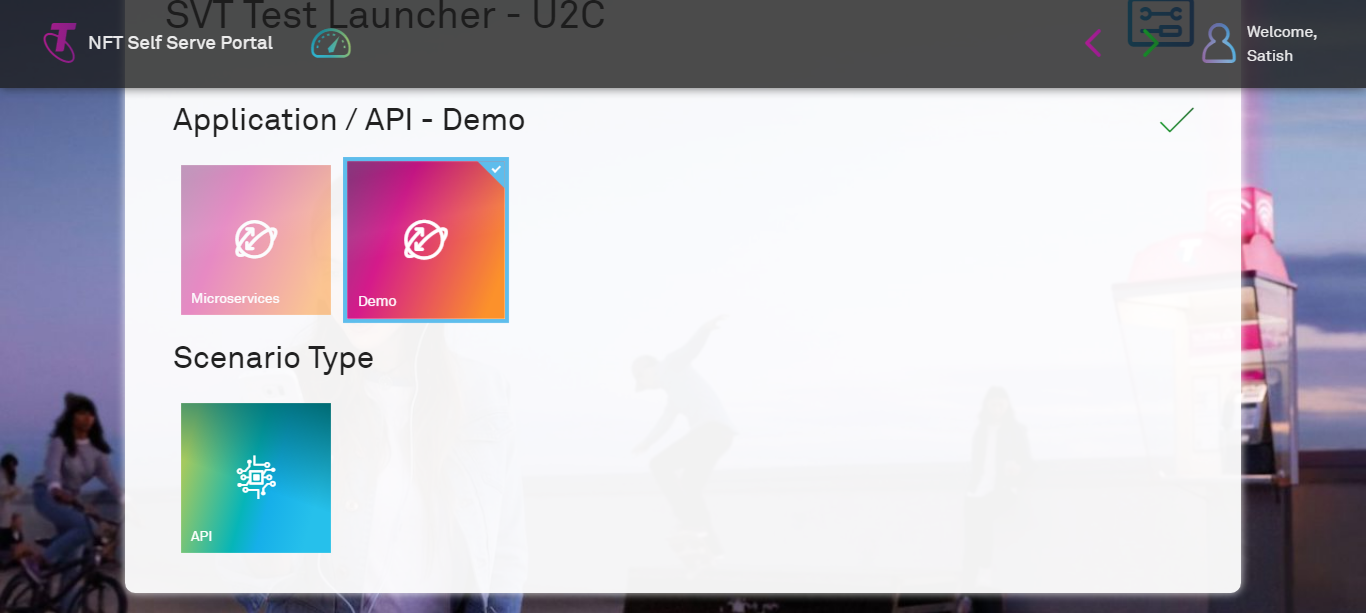 SVT Test Launcher - U2C
NFT Self Serve Portal
Welcome,
Satish
Application / API - Demo
Microservices
Demo
Scenario Type
API